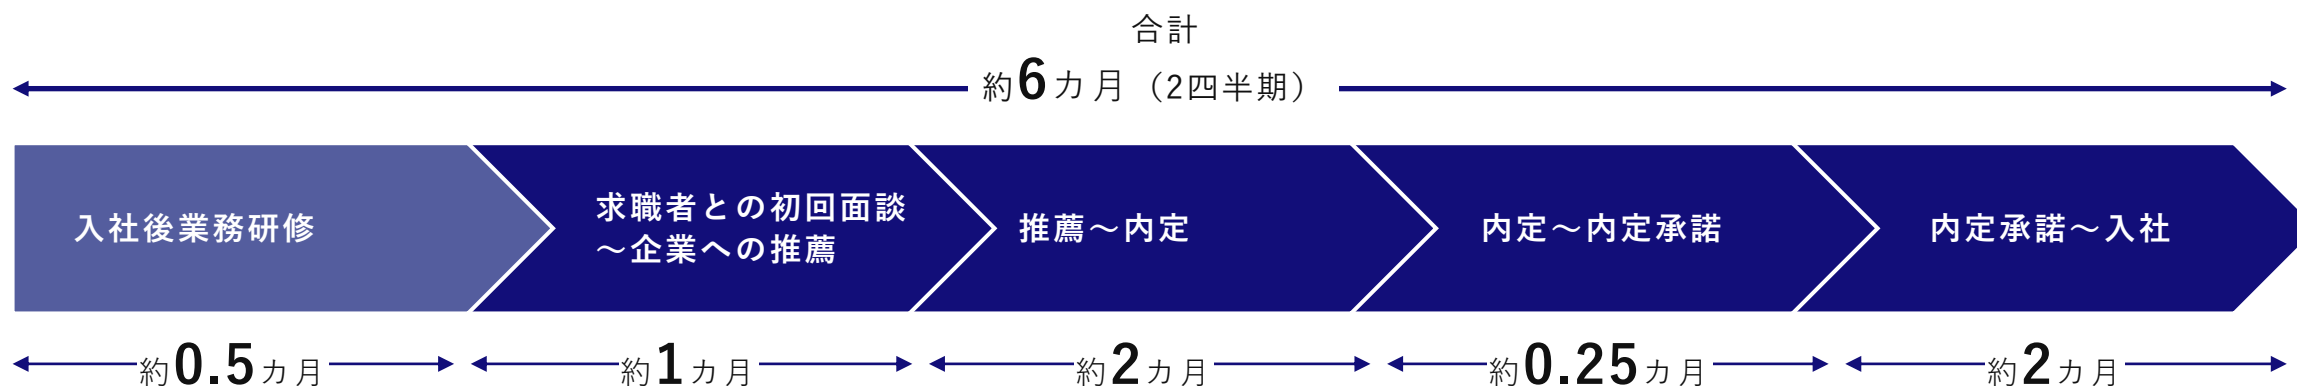 合計
約6カ月（2四半期）
入社後業務研修
求職者との初回面談
～企業への推薦
推薦～内定
内定～内定承諾
内定承諾～入社
約0.5カ月
約1カ月
約2カ月
約0.25カ月
約2カ月